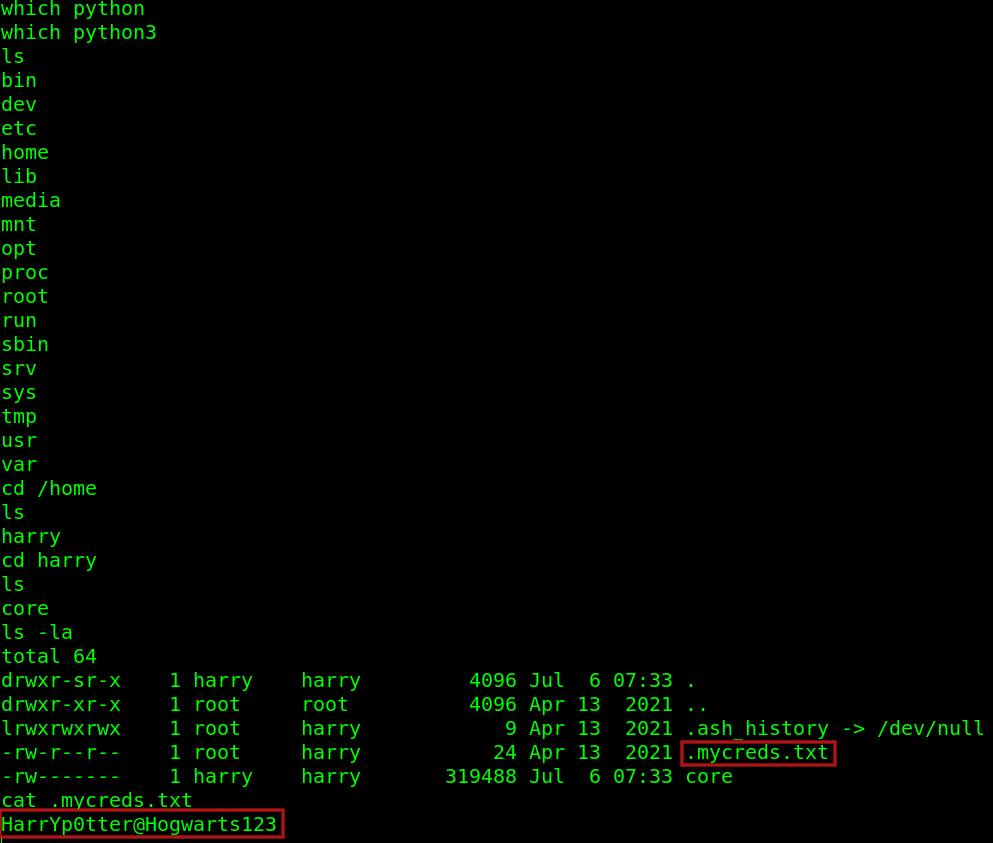 which python
which python3
ls
bin
dev
etc
home
lib
media
mnt
opt
proc
root
run
sbin
srv
sys
tmp
usr
var
cd /home
ls
harry
cd harry
ls
core
ls -la
total 64
drwxr-sr-x    1 harry    harry         4096 Jul  6 07:33 .
drwxr-xr-x    1 root     root          4096 Apr 13  2021 ..
lrwxrwxrwx    1 root     harry            9 Apr 13  2021 .ash_history -> /dev/null
-rw-r--r--    1 root     harry           24 Apr 13  2021 .mycreds.txt
-rw-------    1 harry    harry       319488 Jul  6 07:33 core
cat .mycreds.txt
HarrYp0tter@Hogwarts123